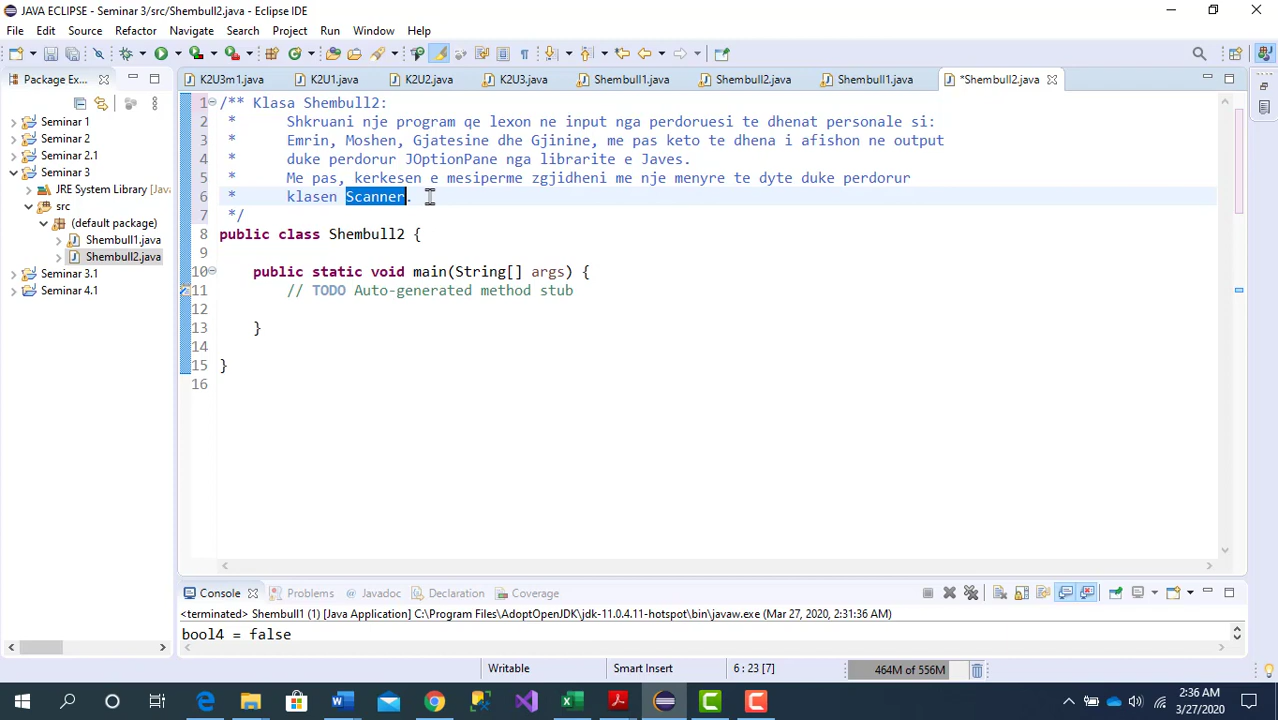 JAVA ECLIPSE - Seminar 3/src/Shembull2.java - Eclipse IDE
File Edit Source Refactor Navigate Search Project Run Window Help
Package Ex...
K2U3m1.java
K2U1.java
K2U2.java
K2U3.java
Shembull1.java
Shembull2.java
Shembull1.java
*Shembull2.java
Seminar 1
Seminar 2
Seminar 2.1
Seminar 3
JRE System Library [JavaS
src
(default package)
Shembull1.java
Shembull2.java
Seminar 3.1
Seminar 4.1
1 /** Klasa Shembull2:
2 * Shkruani nje program qe lexon ne input nga perdoruesi te dhenat personale si:
3 * Emrin, Moshen, Gjatesine dhe Gjinine, me pas keto te dhena i afishon ne output
4 * duke perdorur JOptionPane nga librarite e Javes.
5 * Me pas, kerkesen e mesiperme zgjidheni me nje menyre te dyte duke perdorur
6 * klasen Scanner.
7 */
8 public class Shembull2 {
9
10 public static void main(String[] args) {
11 // TODO Auto-generated method stub
12
13 }
14
15 }
16
Console Problems Javadoc Declaration Coverage
<terminated> Shembull1 (1) [Java Application] C:\Program Files\AdoptOpenJDK\jdk-11.0.4.11-hotspot\bin\javaw.exe (Mar 27, 2020, 2:31:36 AM)
bool4 = false
Writable Smart Insert 6 : 23 [7] 464M of 556M
2:36 AM
3/27/2020